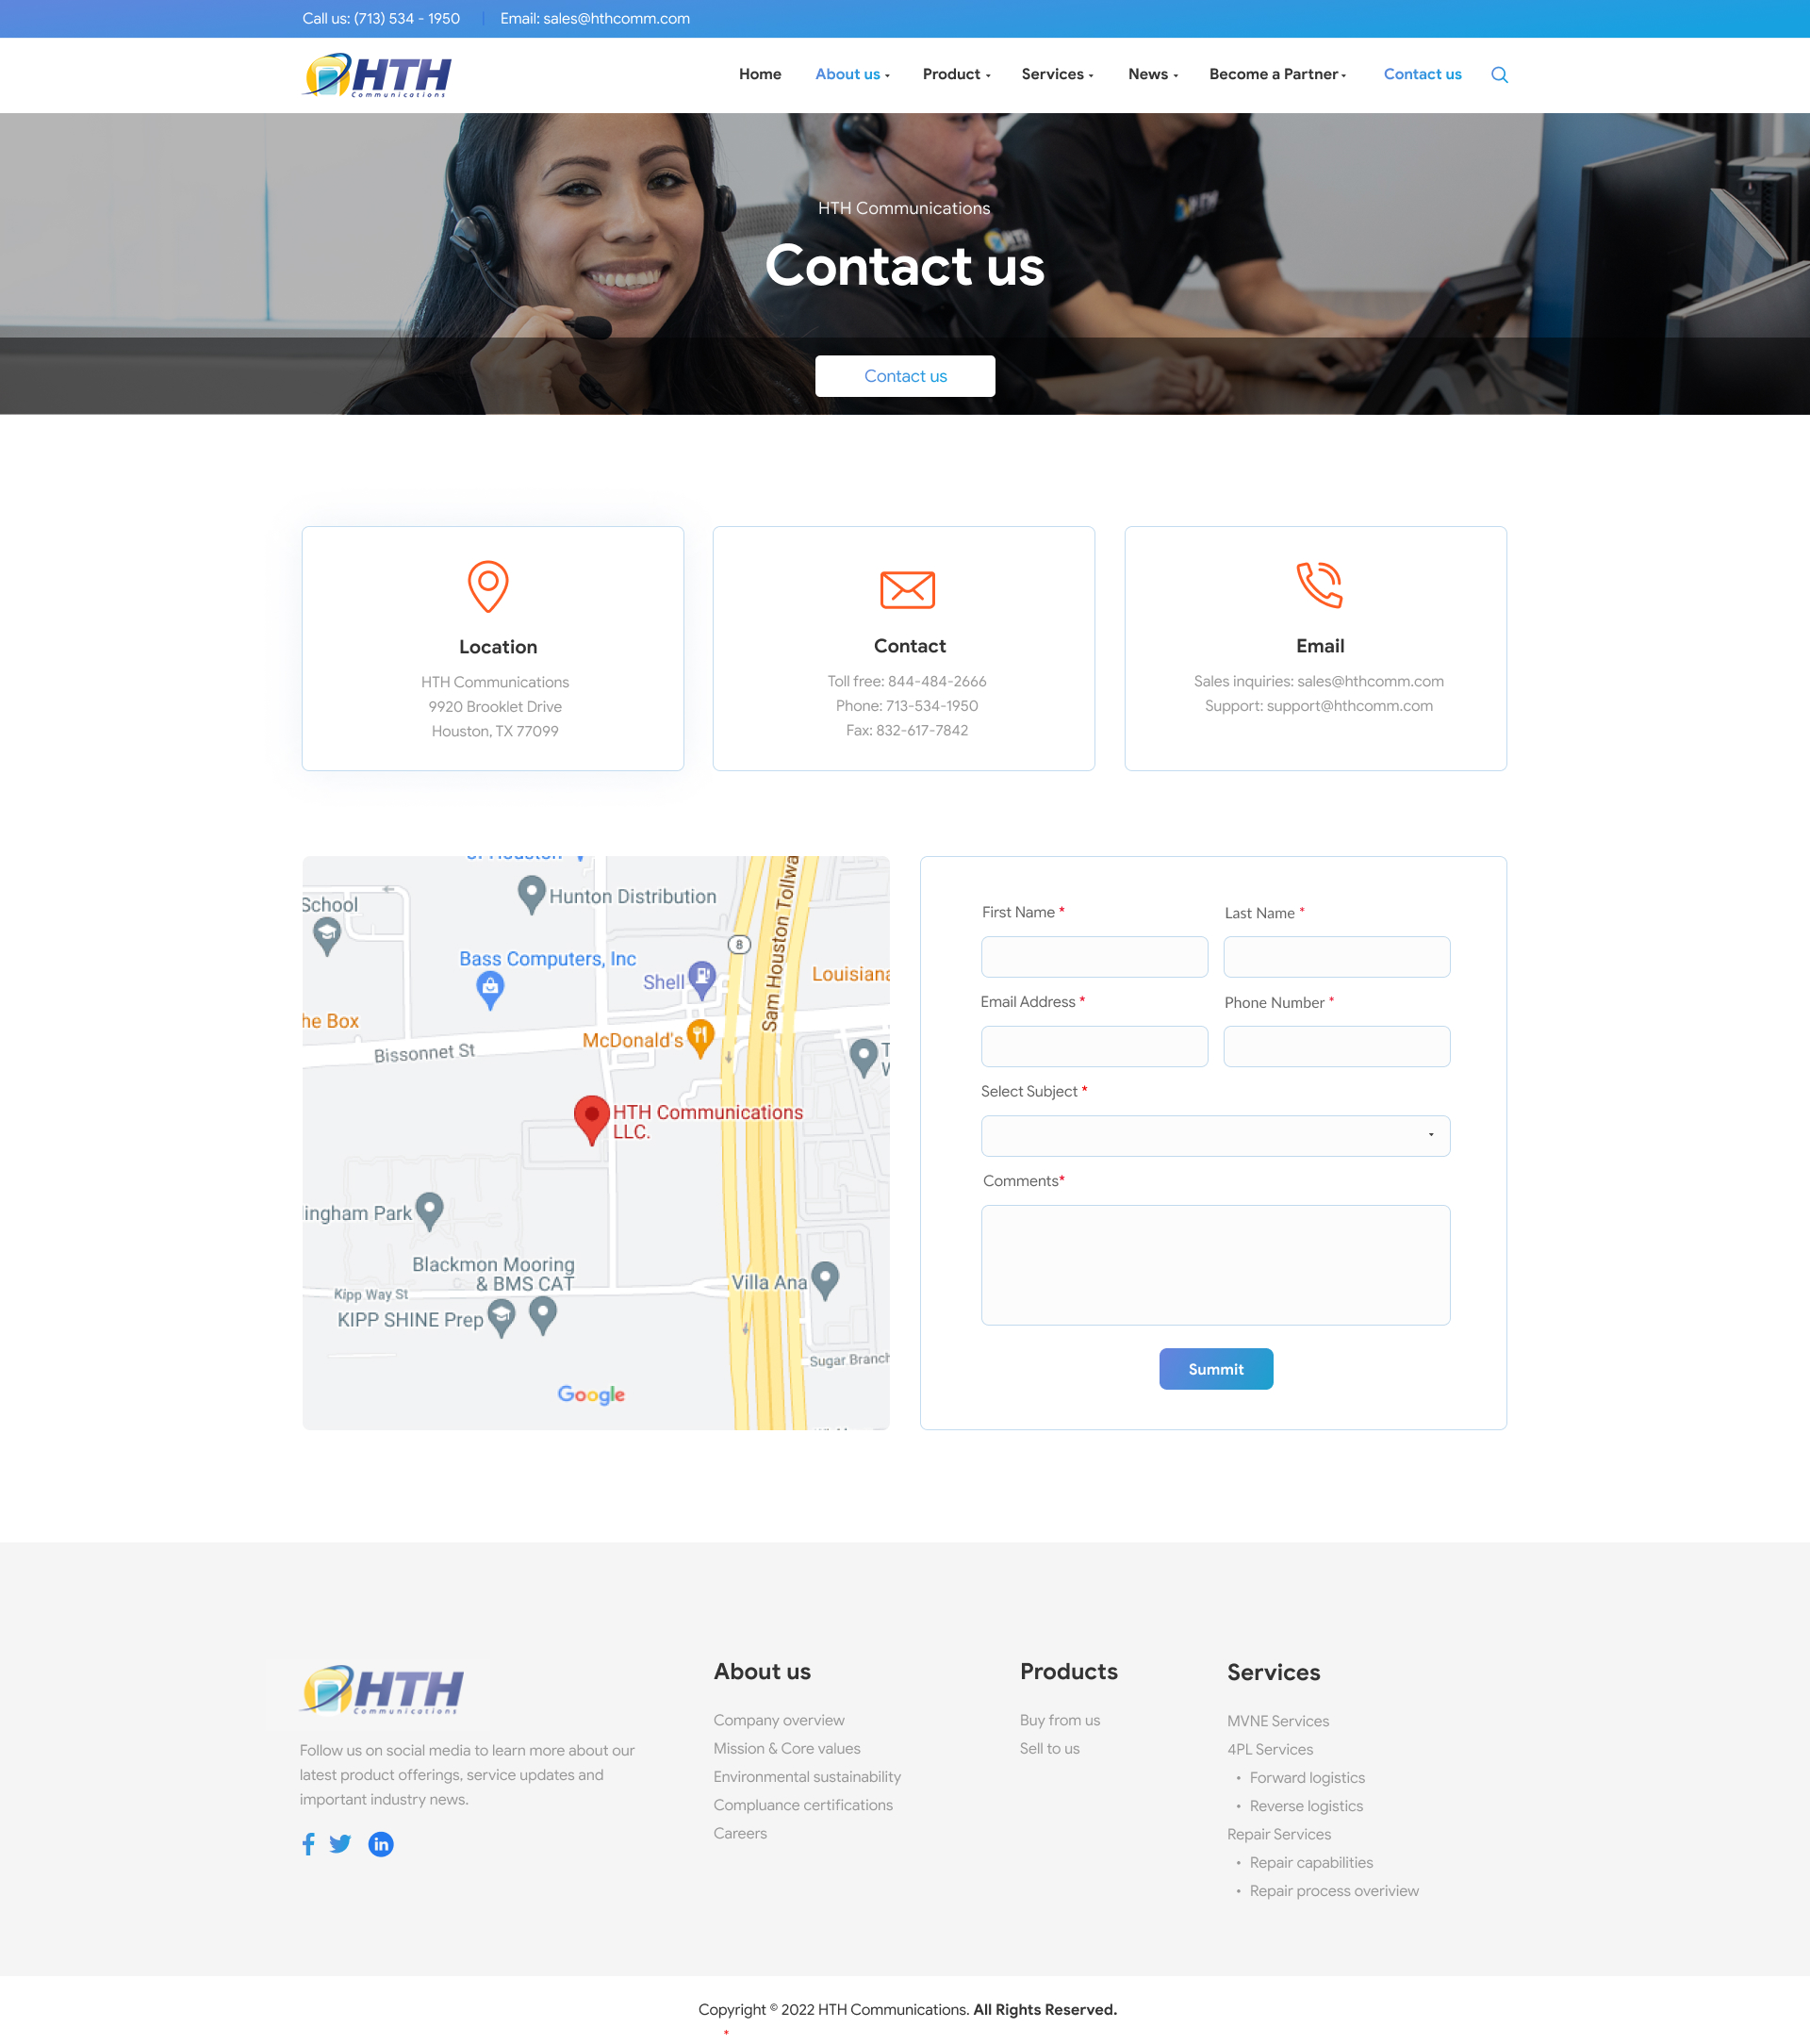 Call us: (713) 534 - 1950 | Email: sales@hthcomm.com
HTH
Communications
Home About us Product Services News Become a Partner Contact us
HTH Communications
Contact us
Contact us
Location
HTH Communications
9920 Brooklet Drive
Houston, TX 77099
Contact
Toll free: 844-484-2666
Phone: 713-534-1950
Fax: 832-617-7842
Email
Sales inquiries: sales@hthcomm.com
Support: support@hthcomm.com
Hunton Distribution
School
8
Sam Houston Tollwa
Bass Computers, Inc
Shell
Louisiana
he Box
McDonald's
Bissonnet St
T
W
HTH Communications
LLC.
lingham Park
Blackmon Mooring
& BMS CAT
Villa Ana
Kipp Way St
KIPP SHINE Prep
Sugar Branch
Google
First Name *
Last Name *
Email Address *
Phone Number *
Select Subject *
Comments*
Summit
HTH
Communications
Follow us on social media to learn more about our
latest product offerings, service updates and
important industry news.
in
About us
Company overview
Mission & Core values
Environmental sustainability
Compluance certifications
Careers
Products
Buy from us
Sell to us
Services
MVNE Services
4PL Services
• Forward logistics
• Reverse logistics
Repair Services
• Repair capabilities
• Repair process overiview
Copyright © 2022 HTH Communications. All Rights Reserved.
*